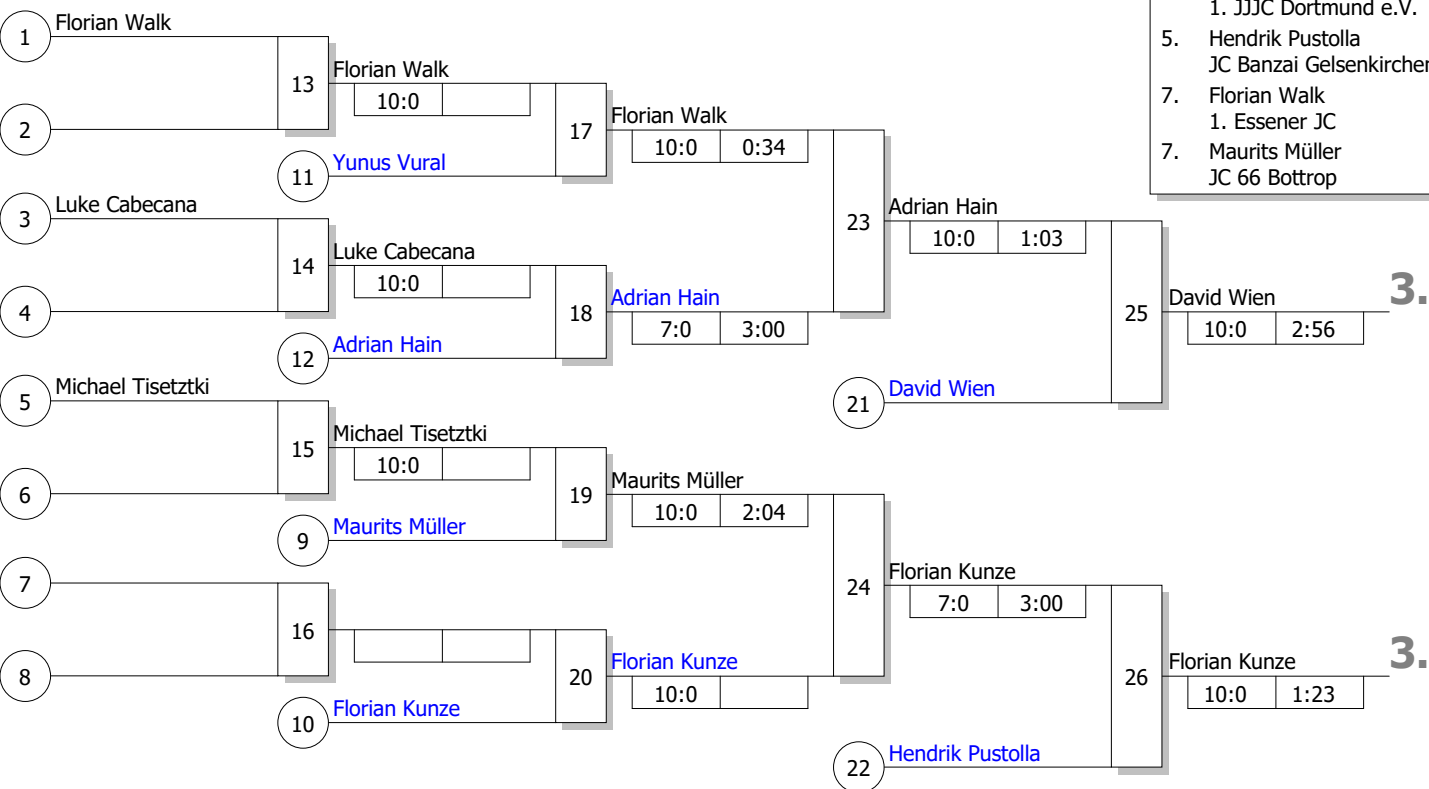 1. JJJC Dortmund e.V.
5. Hendrik Pustolla
JC Banzai Gelsenkirchen
7. Florian Walk
1. Essener JC
7. Maurits Müller
JC 66 Bottrop
1 Florian Walk
13 Florian Walk
10:0
2
17 Florian Walk
10:0 0:34
11 Yunus Vural
3 Luke Cabecana
23 Adrian Hain
10:0 1:03
14 Luke Cabecana
10:0
4
18 Adrian Hain
7:0 3:00
12 Adrian Hain
25 David Wien 3.
10:0 2:56
5 Michael Tisetztki
21 David Wien
15 Michael Tisetztki
10:0
6
19 Maurits Müller
10:0 2:04
9 Maurits Müller
7
24 Florian Kunze
7:0 3:00
16
8
20 Florian Kunze
10:0
10 Florian Kunze
26 Florian Kunze 3.
10:0 1:23
22 Hendrik Pustolla